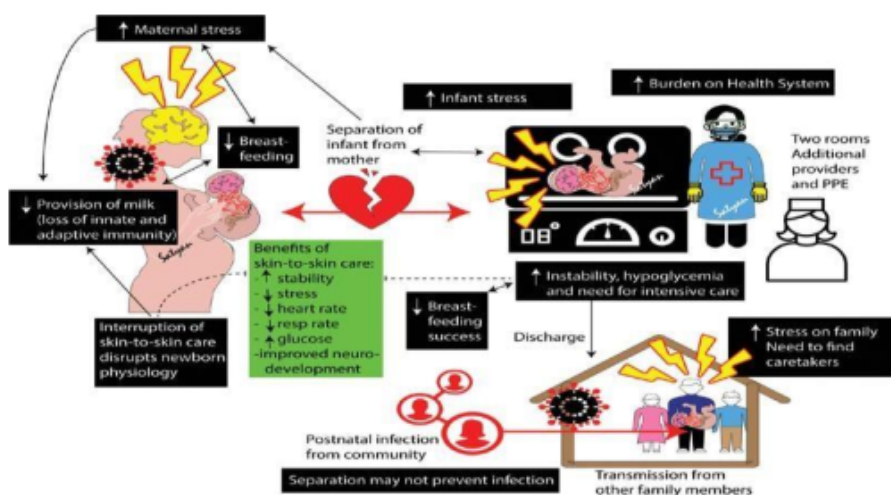 ↑ Maternal stress
↑ Infant stress
↑ Burden on Health System
Separation of
infant from
mother
↓ Breast-
feeding
Two rooms
Additional
providers
and PPE
↓ Provision of milk
(loss of innate and
adaptive immunity)
Satyan
Satyan
08°
Benefits of
skin-to-skin care:
- ↑ stability
- ↓ stress
- ↓ heart rate
- ↓ resp rate
- ↑ glucose
-improved neuro-
development
↑ Instability, hypoglycemia
and need for intensive care
↓ Breast-
feeding
success
Interruption of
skin-to-skin care
disrupts newborn
physiology
Discharge
↑ Stress on family
Need to find
caretakers
Postnatal infection
from community
Separation may not prevent infection
Transmission from
other family members